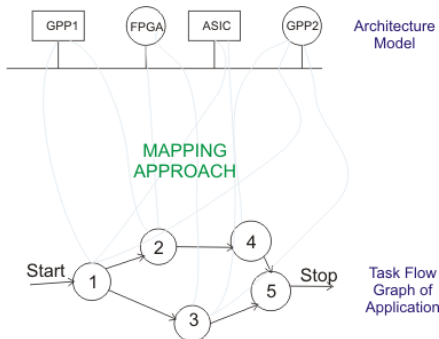 GPP1
FPGA
ASIC
GPP2
Architecture
Model
MAPPING
APPROACH
Start
1
2
3
4
5
Stop
Task Flow
Graph of
Application